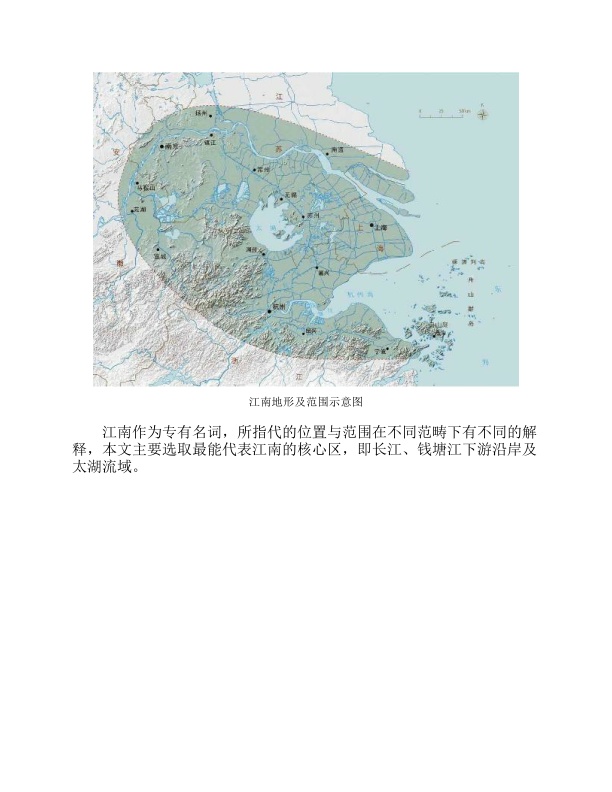 江
扬州
镇江
南京
安
苏
南通
常州
马鞍山
无锡
芜湖
苏州
上
上海
太湖
海
湖州
宣城
徽
嘉兴
杭州
杭州湾
舟
山
群
岛
绍兴
宁波
浙
江
江南地形及范围示意图
江南作为专有名词，所指代的位置与范围在不同范畴下有不同的解
释，本文主要选取最能代表江南的核心区，即长江、钱塘江下游沿岸及
太湖流域。